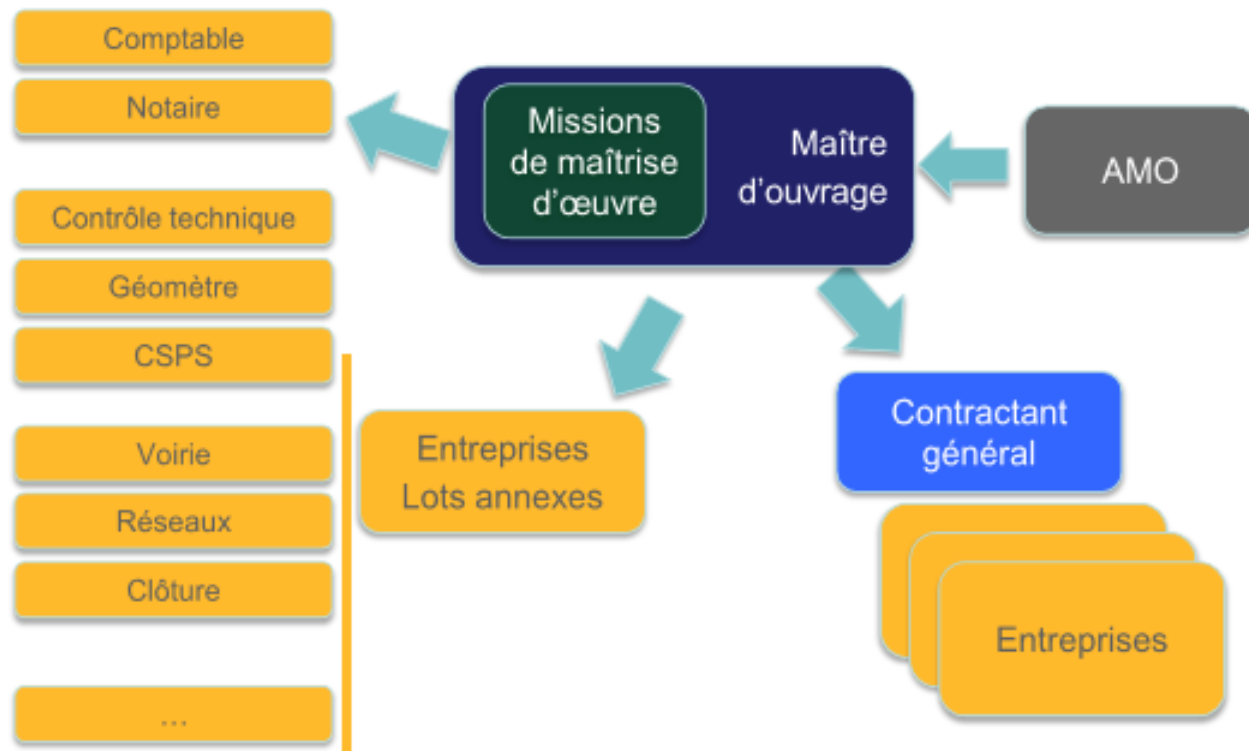 Comptable
Notaire
Contrôle technique
Géomètre
CSPS
Voirie
Réseaux
Clôture
…
Missions
de maîtrise
d’œuvre
Maître
d’ouvrage
AMO
Entreprises
Lots annexes
Contractant
général
Entreprises